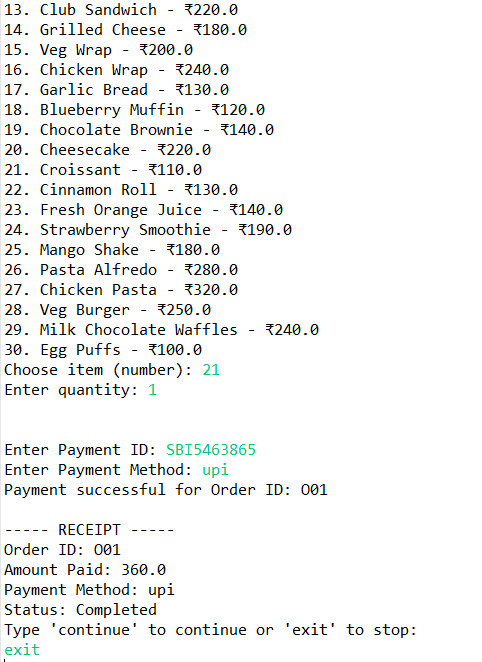 13. Club Sandwich - ₹220.0
14. Grilled Cheese - ₹180.0
15. Veg Wrap - ₹200.0
16. Chicken Wrap - ₹240.0
17. Garlic Bread - ₹130.0
18. Blueberry Muffin - ₹120.0
19. Chocolate Brownie - ₹140.0
20. Cheesecake - ₹220.0
21. Croissant - ₹110.0
22. Cinnamon Roll - ₹130.0
23. Fresh Orange Juice - ₹140.0
24. Strawberry Smoothie - ₹190.0
25. Mango Shake - ₹180.0
26. Pasta Alfredo - ₹280.0
27. Chicken Pasta - ₹320.0
28. Veg Burger - ₹250.0
29. Milk Chocolate Waffles - ₹240.0
30. Egg Puffs - ₹100.0
Choose item (number): 21
Enter quantity: 1
Enter Payment ID: SBI5463865
Enter Payment Method: upi
Payment successful for Order ID: O01
----- RECEIPT -----
Order ID: O01
Amount Paid: 360.0
Payment Method: upi
Status: Completed
Type 'continue' to continue or 'exit' to stop:
exit